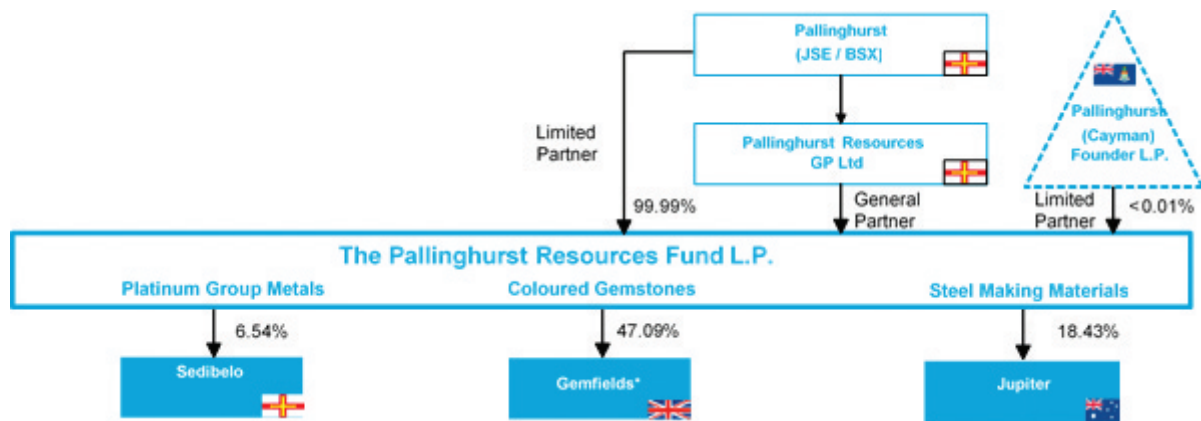 Pallinghurst
(JSE / BSX)
Pallinghurst Resources
GP Ltd
Pallinghurst
(Cayman)
Founder L.P.
Limited
Partner
99.99%
General
Partner
Limited
Partner
<0.01%
The Pallinghurst Resources Fund L.P.
Platinum Group Metals
Coloured Gemstones
Steel Making Materials
6.54%
47.09%
18.43%
Sedibelo
Gemfields*
Jupiter